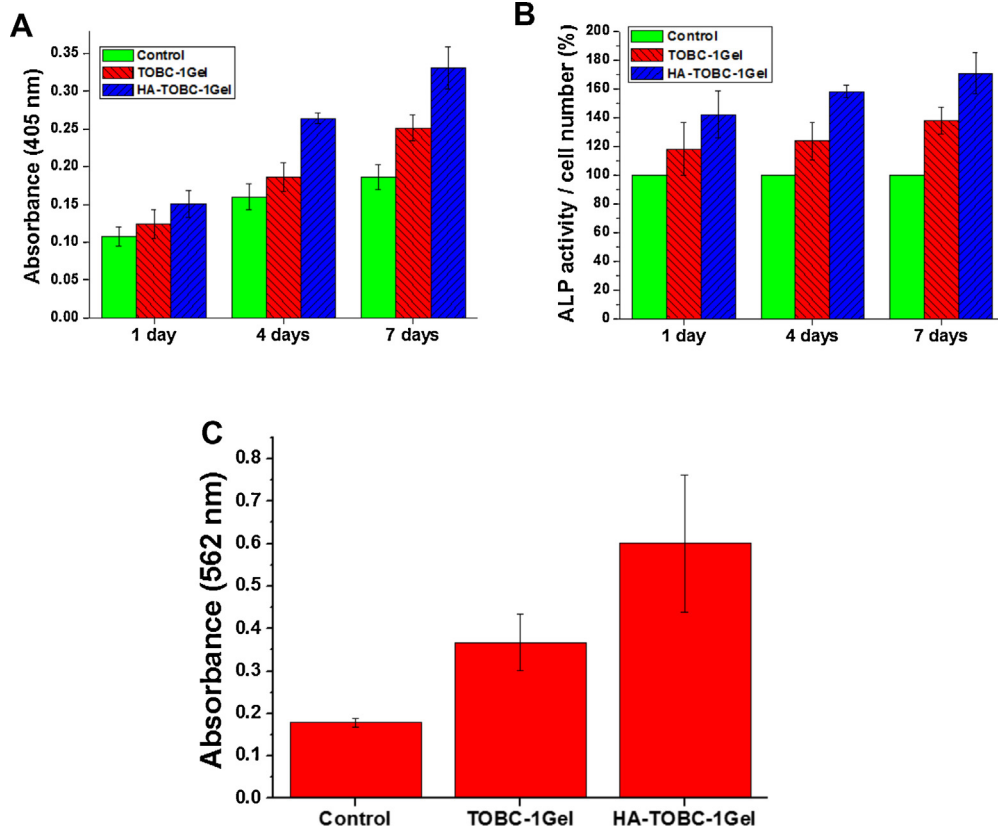 A
Absorbance (405 nm)
0.35
0.30
0.25
0.20
0.15
0.10
0.05
0.00
Control
TOBC-1Gel
HA-TOBC-1Gel
1 day
4 days
7 days
B
ALP activity / cell number (%)
200
180
160
140
120
100
80
60
40
20
0
Control
TOBC-1Gel
HA-TOBC-1Gel
1 day
4 days
7 days
C
Absorbance (562 nm)
0.8
0.7
0.6
0.5
0.4
0.3
0.2
0.1
0.0
Control
TOBC-1Gel
HA-TOBC-1Gel